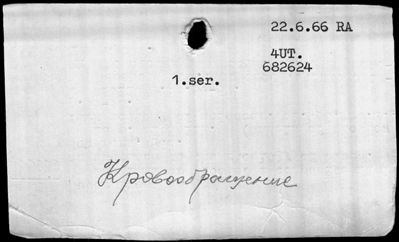 22.6.66 RA
4UT.
682624
1.ser.
Кровообращение